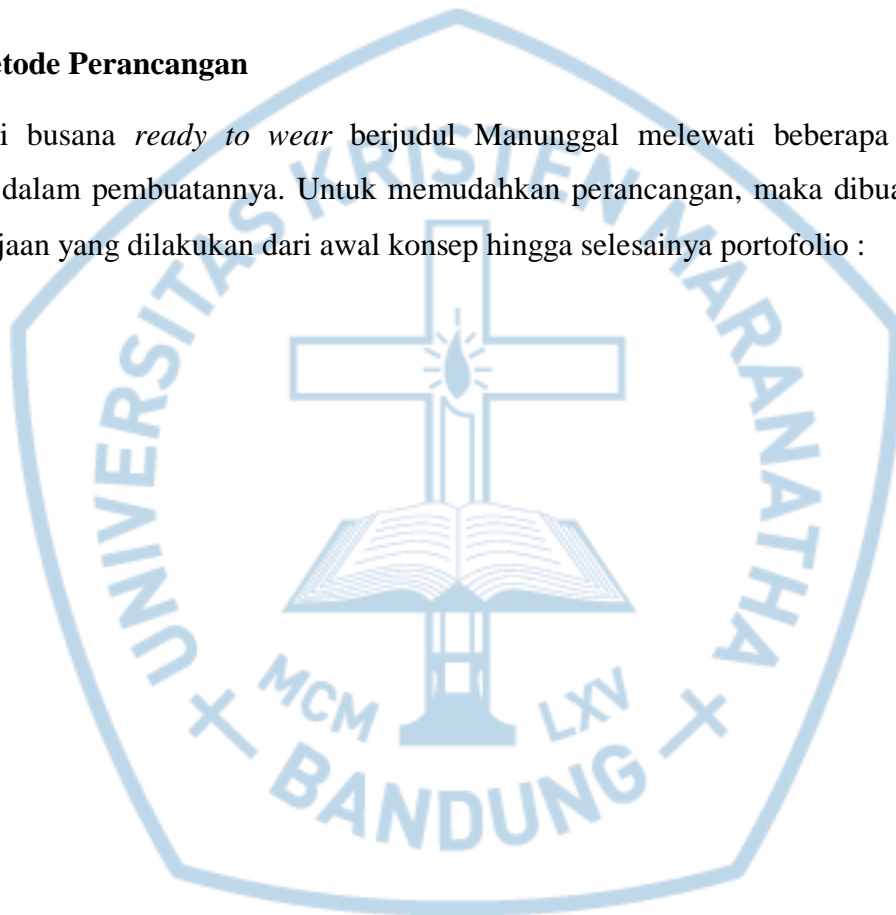 etode Perancangan
i busana ready to wear berjudul Manunggal melewati beberapa
dalam pembuatannya. Untuk memudahkan perancangan, maka dibua
jaan yang dilakukan dari awal konsep hingga selesainya portofolio :
UNIVERSITAS KRISTEN MARANATHA
MCM LXV
BANDUNG